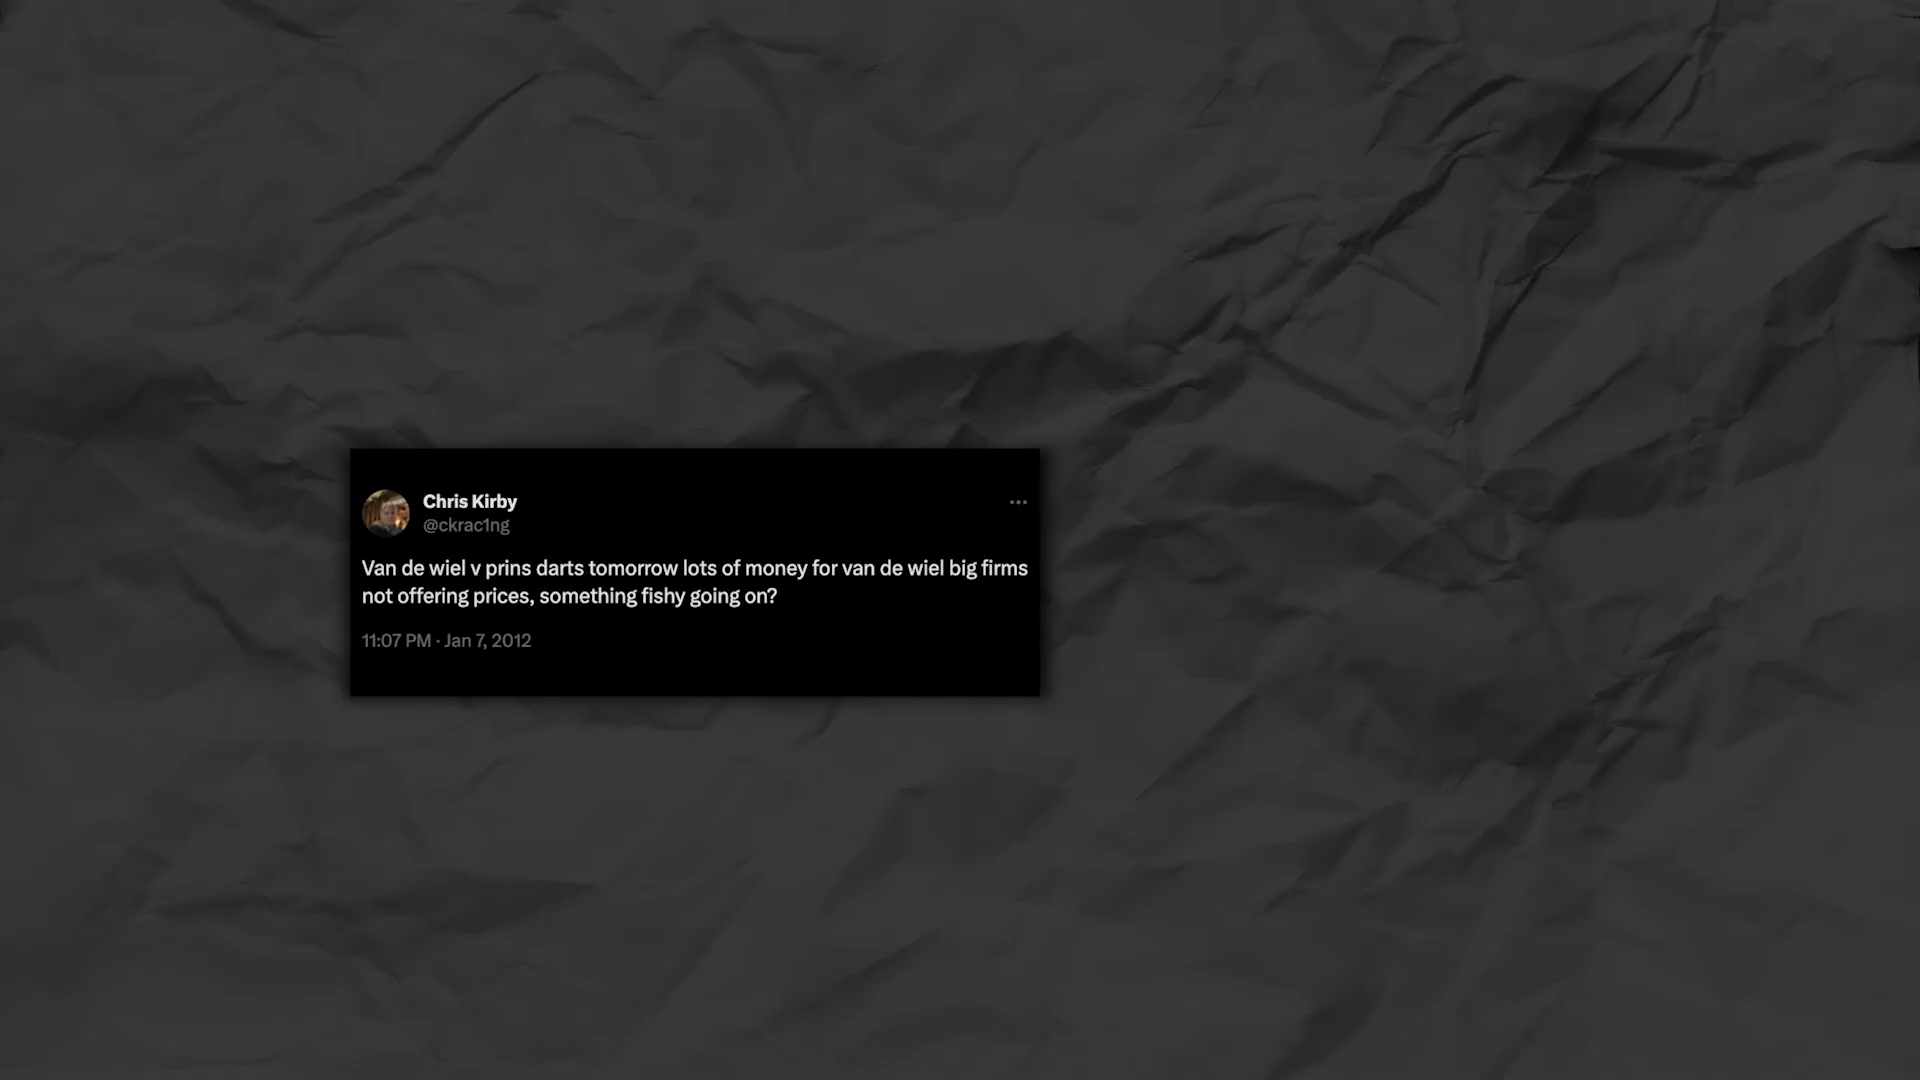 Chris Kirby
@ckrac1ng
Van de wiel v prins darts tomorrow lots of money for van de wiel big firms
not offering prices, something fishy going on?
11:07 PM · Jan 7, 2012